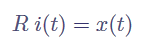 R i(t) = x(t)